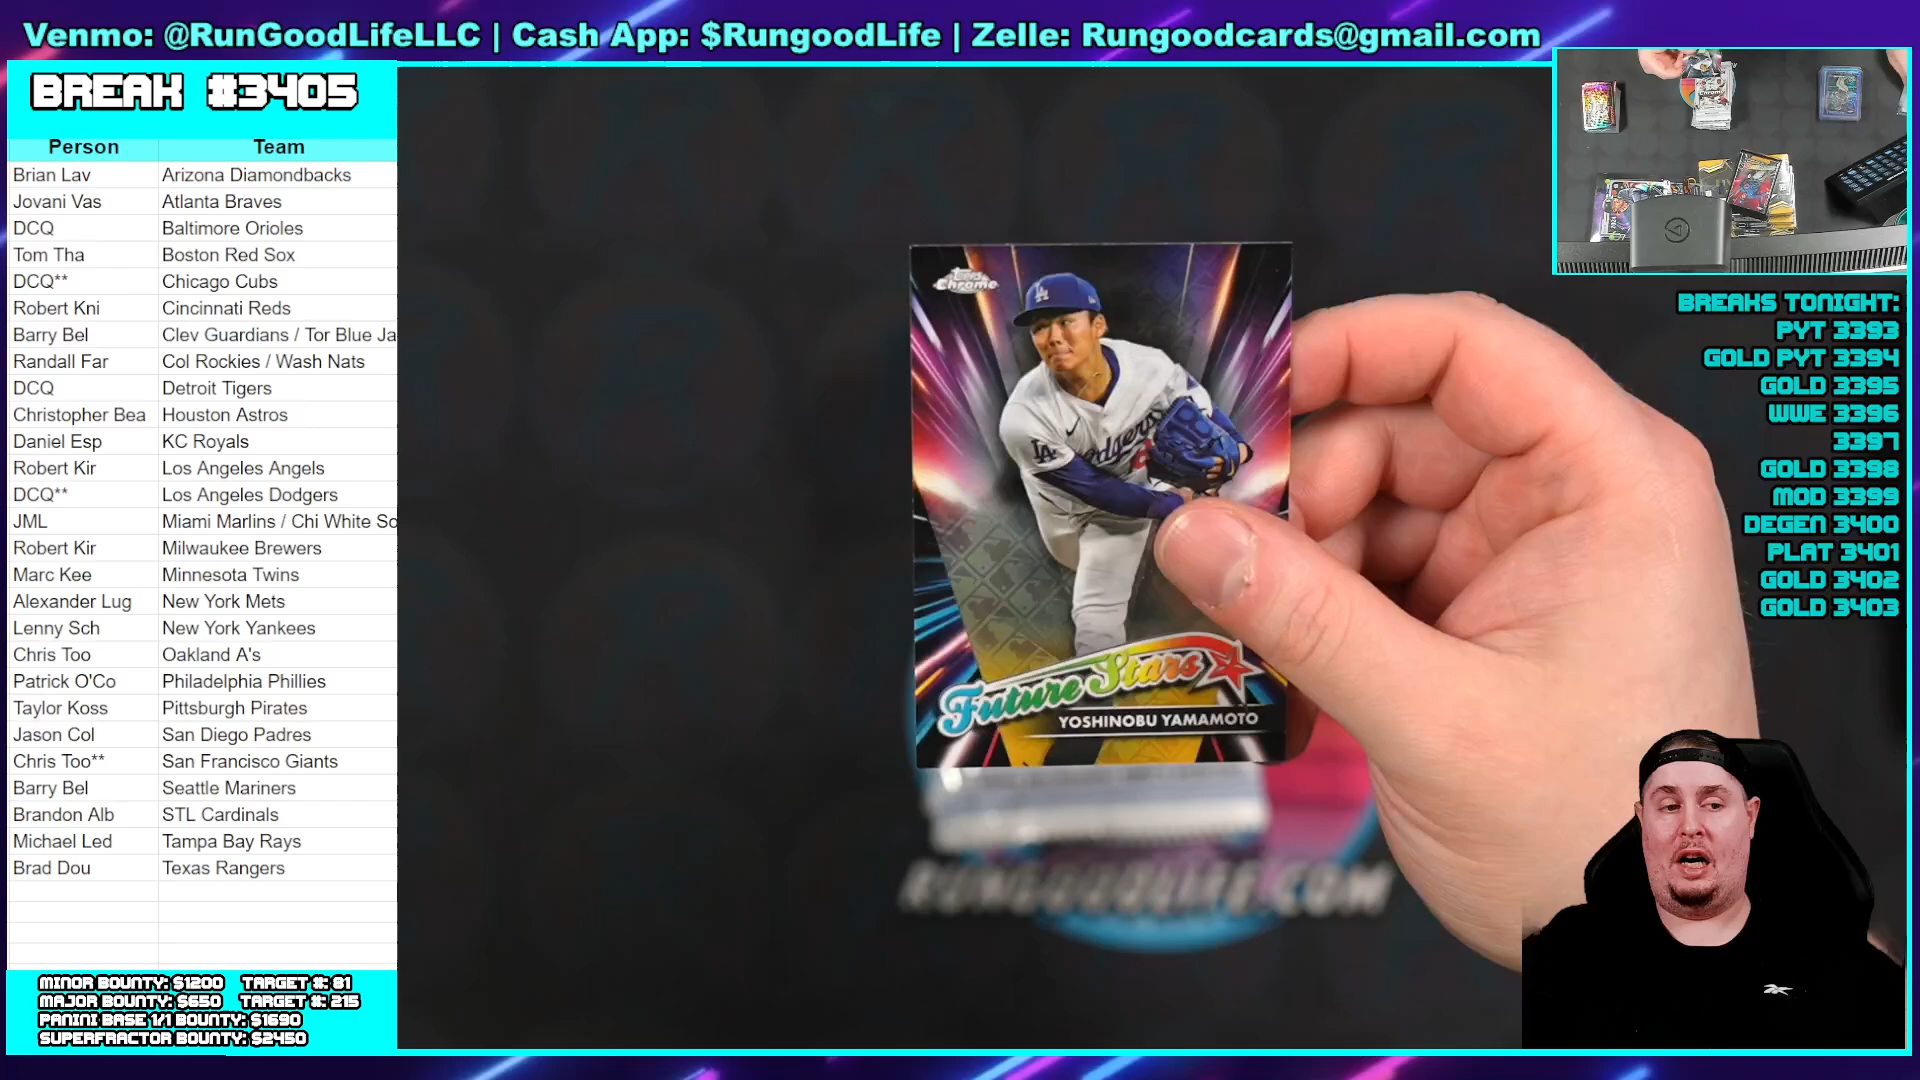 Venmo: @RunGoodLifeLLC | Cash App: $RungoodLife | Zelle: Rungoodcards@gmail.com
BREAK #3405
Person Team
Brian Lav Arizona Diamondbacks
Jovani Vas Atlanta Braves
DCQ Baltimore Orioles
Tom Tha Boston Red Sox
DCQ** Chicago Cubs
Robert Kni Cincinnati Reds
Barry Bel Clev Guardians / Tor Blue Ja
Randall Far Col Rockies / Wash Nats
DCQ Detroit Tigers
Christopher Bea Houston Astros
Daniel Esp KC Royals
Robert Kir Los Angeles Angels
DCQ** Los Angeles Dodgers
JML Miami Marlins / Chi White So
Robert Kir Milwaukee Brewers
Marc Kee Minnesota Twins
Alexander Lug New York Mets
Lenny Sch New York Yankees
Chris Too Oakland A's
Patrick O'Co Philadelphia Phillies
Taylor Koss Pittsburgh Pirates
Jason Col San Diego Padres
Chris Too** San Francisco Giants
Barry Bel Seattle Mariners
Brandon Alb STL Cardinals
Michael Led Tampa Bay Rays
Brad Dou Texas Rangers
MINOR BOUNTY: $1200 TARGET #: 81
MAJOR BOUNTY: $650 TARGET #: 215
PANINI BASE 1/1 BOUNTY: $1690
SUPERFRACTOR BOUNTY: $2450
Topps
Chrome
LA
LA
Dodgers
Future Stars
YOSHINOBU YAMAMOTO
RUNGOODLIFE.COM
BREAKS TONIGHT:
PYT 3393
GOLD PYT 3394
GOLD 3395
WWE 3396
3397
GOLD 3398
MOD 3399
DEGEN 3400
PLAT 3401
GOLD 3402
GOLD 3403